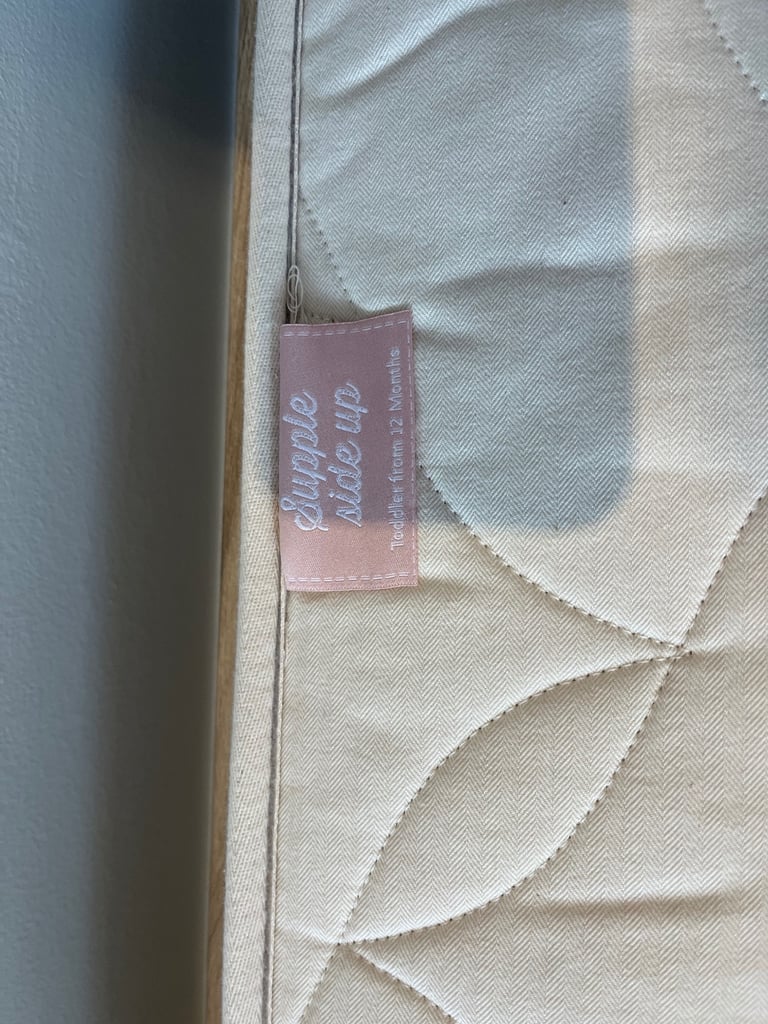 Supple
side up
Toddler from 12 Months